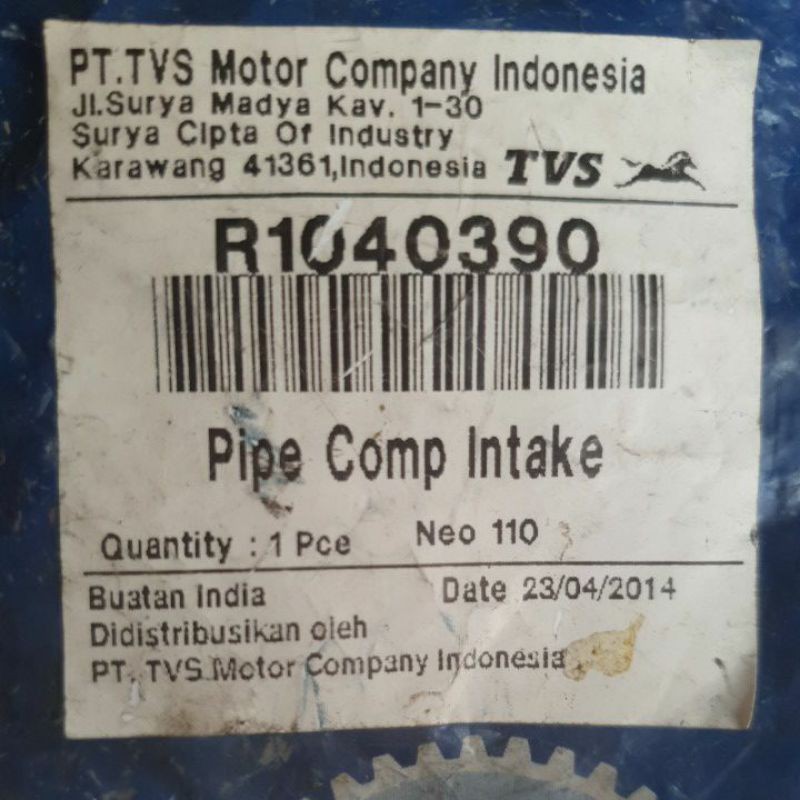 PT.TVS Motor Company Indonesia
Jl.Surya Madya Kav. 1-30
Surya Cipta Of Industry
Karawang 41361,Indonesia TVS
R1040390
Pipe Comp Intake
Quantity : 1 Pce Neo 110
Buatan India Date 23/04/2014
Didistribusikan oleh
PT. TVS Motor Company Indonesia